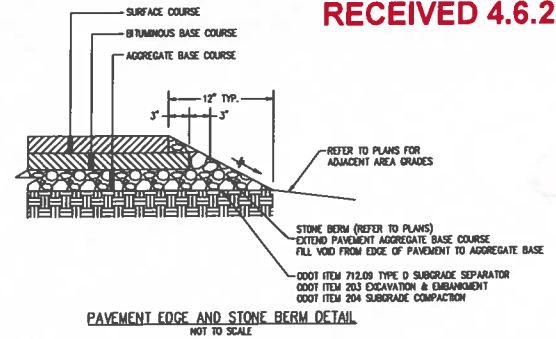 RECEIVED 4.6.2
SURFACE COURSE
BITUMINOUS BASE COURSE
AGGREGATE BASE COURSE
12" TYP.
3" 3"
REFER TO PLANS FOR
ADJACENT AREA GRADES
STONE BERM (REFER TO PLANS)
EXTEND PAVEMENT AGGREGATE BASE COURSE
FILL VOID FROM EDGE OF PAVEMENT TO AGGREGATE BASE
ODOT ITEM 712.09 TYPE D SUBGRADE SEPARATOR
ODOT ITEM 203 EXCAVATION & EMBANKMENT
ODOT ITEM 204 SUBGRADE COMPACTION
PAVEMENT EDGE AND STONE BERM DETAIL
NOT TO SCALE